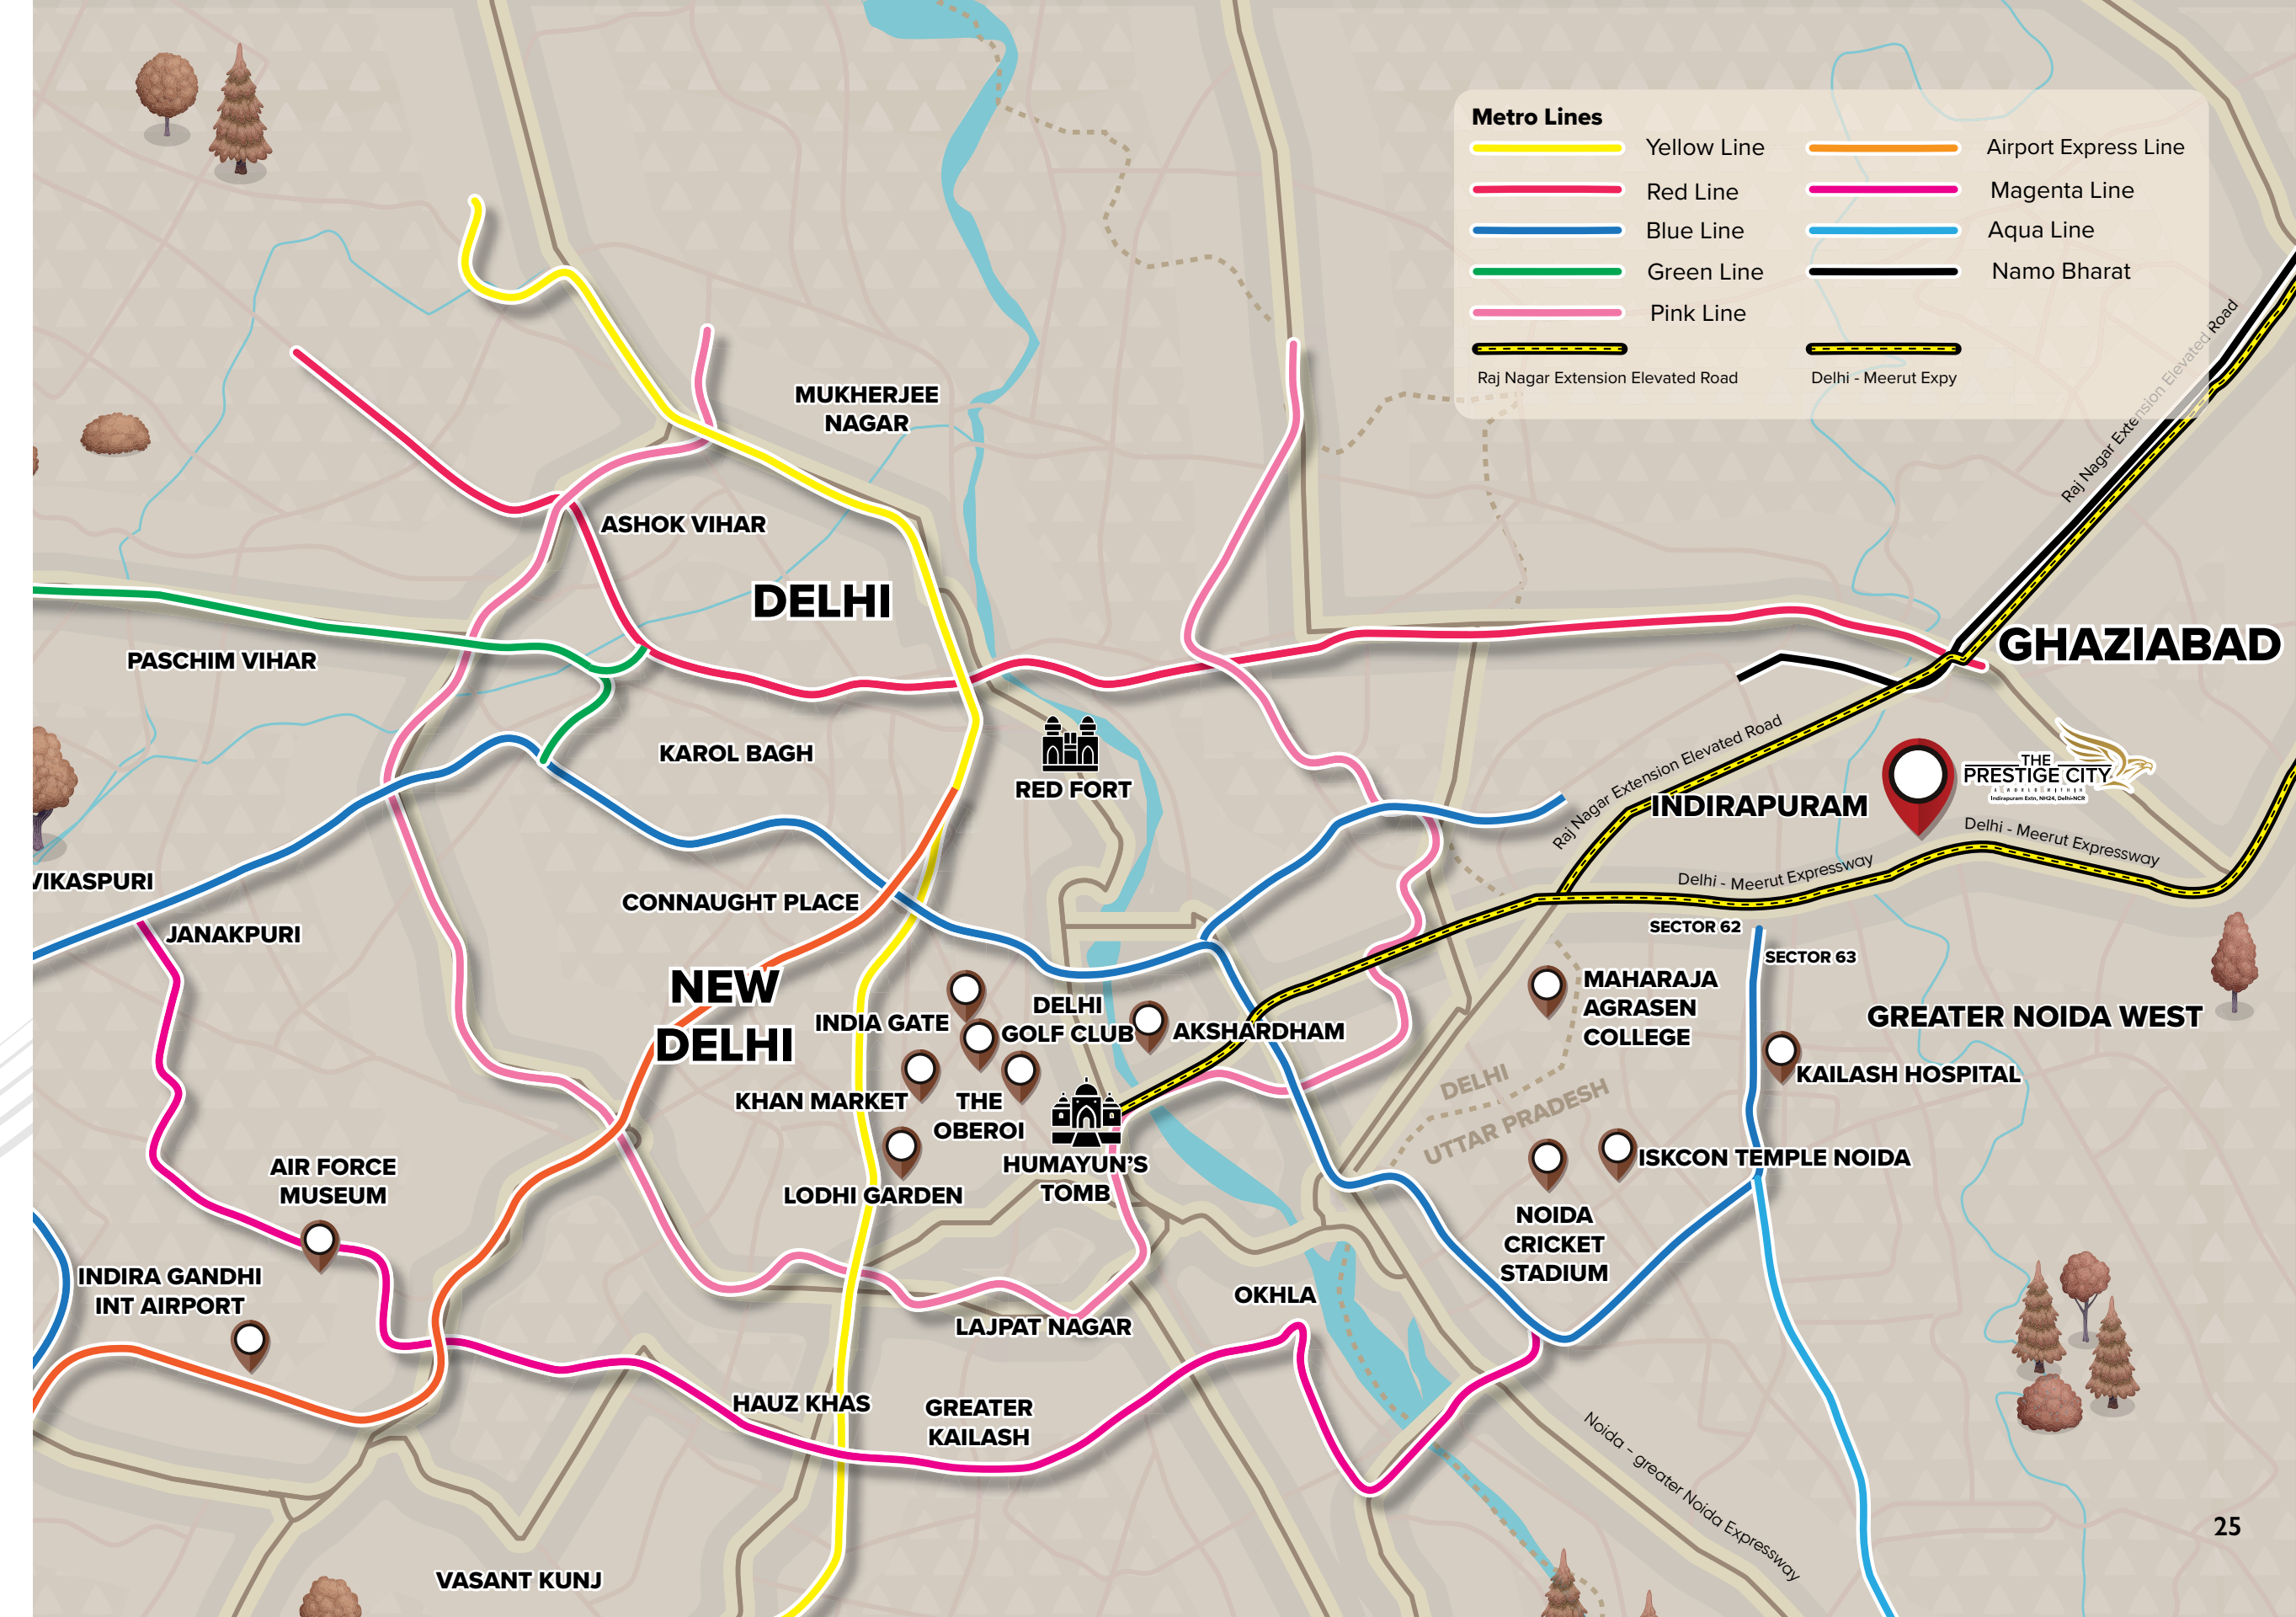 Metro Lines
Yellow Line
Airport Express Line
Red Line
Magenta Line
Blue Line
Aqua Line
Green Line
Namo Bharat
Pink Line
Raj Nagar Extension Elevated Road
Delhi - Meerut Expy
Raj Nagar Extension Elevated Road
MUKHERJEE
NAGAR
ASHOK VIHAR
DELHI
PASCHIM VIHAR
GHAZIABAD
KAROL BAGH
RED FORT
Raj Nagar Extension Elevated Road
INDIRAPURAM
THE
PRESTIGE CITY
Indirapuram Extn, NH24, Delhi-NCR
Delhi - Meerut Expressway
Delhi - Meerut Expressway
VIKASPURI
CONNAUGHT PLACE
JANAKPURI
SECTOR 62
SECTOR 63
NEW
DELHI
INDIA GATE
DELHI
GOLF CLUB
AKSHARDHAM
MAHARAJA
AGRASEN
COLLEGE
GREATER NOIDA WEST
KAILASH HOSPITAL
KHAN MARKET
THE
OBEROI
DELHI
UTTAR PRADESH
HUMAYUN'S
TOMB
ISKCON TEMPLE NOIDA
AIR FORCE
MUSEUM
LODHI GARDEN
NOIDA
CRICKET
STADIUM
INDIRA GANDHI
INT AIRPORT
OKHLA
LAJPAT NAGAR
HAUZ KHAS
GREATER
KAILASH
Noida - greater Noida Expressway
VASANT KUNJ
25